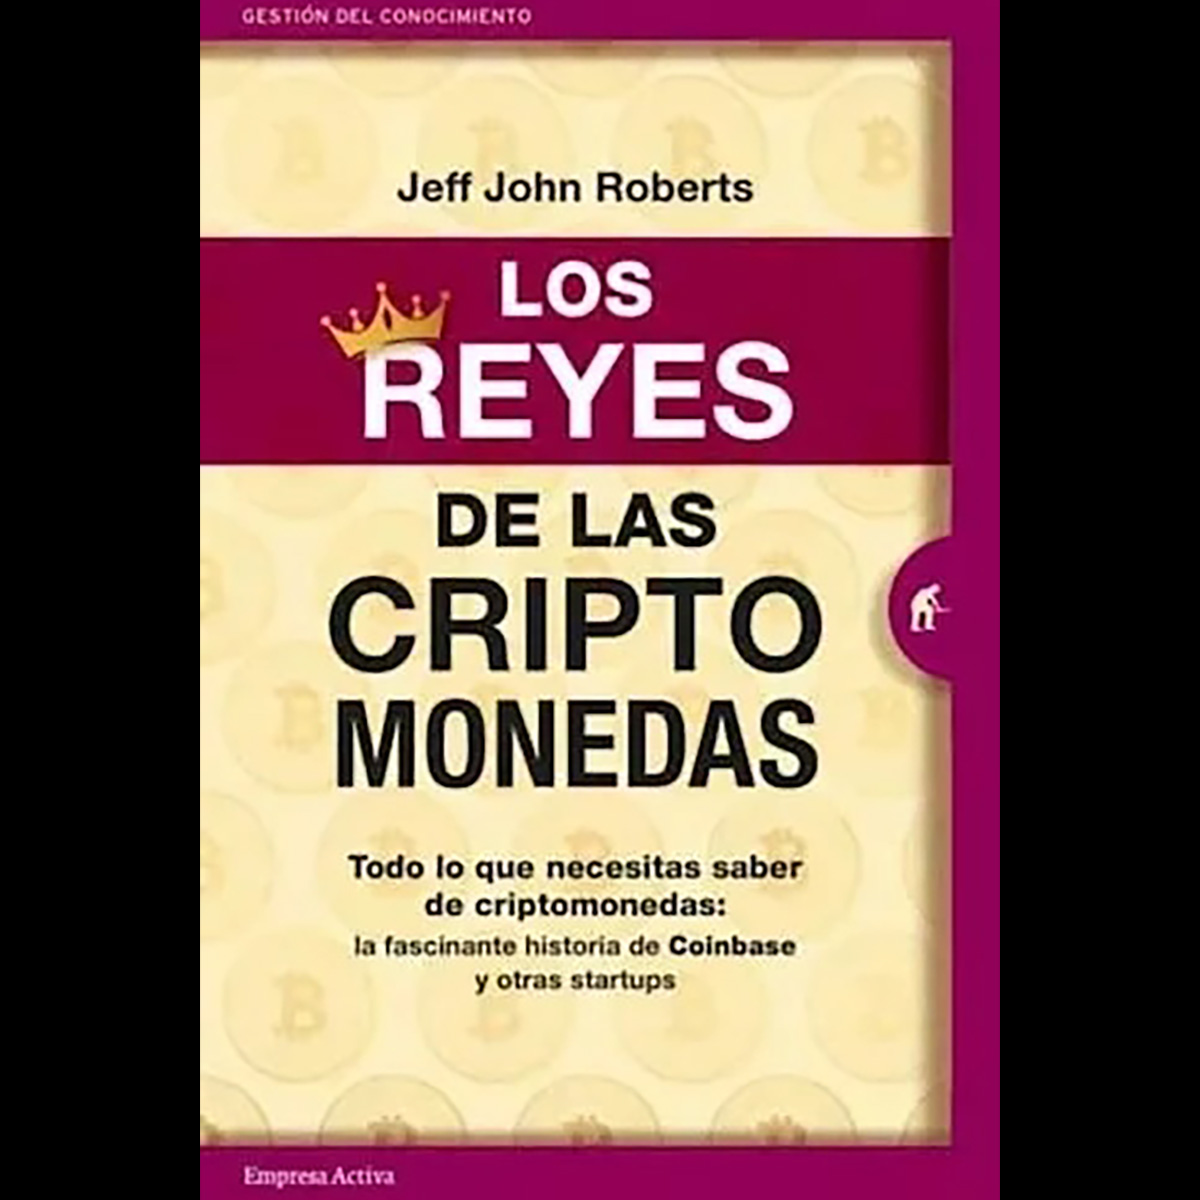 GESTIÓN DEL CONOCIMIENTO
Jeff John Roberts
LOS
REYES
DE LAS
CRIPTO
MONEDAS
Todo lo que necesitas saber
de criptomonedas:
la fascinante historia de Coinbase
y otras startups
Empresa Activa